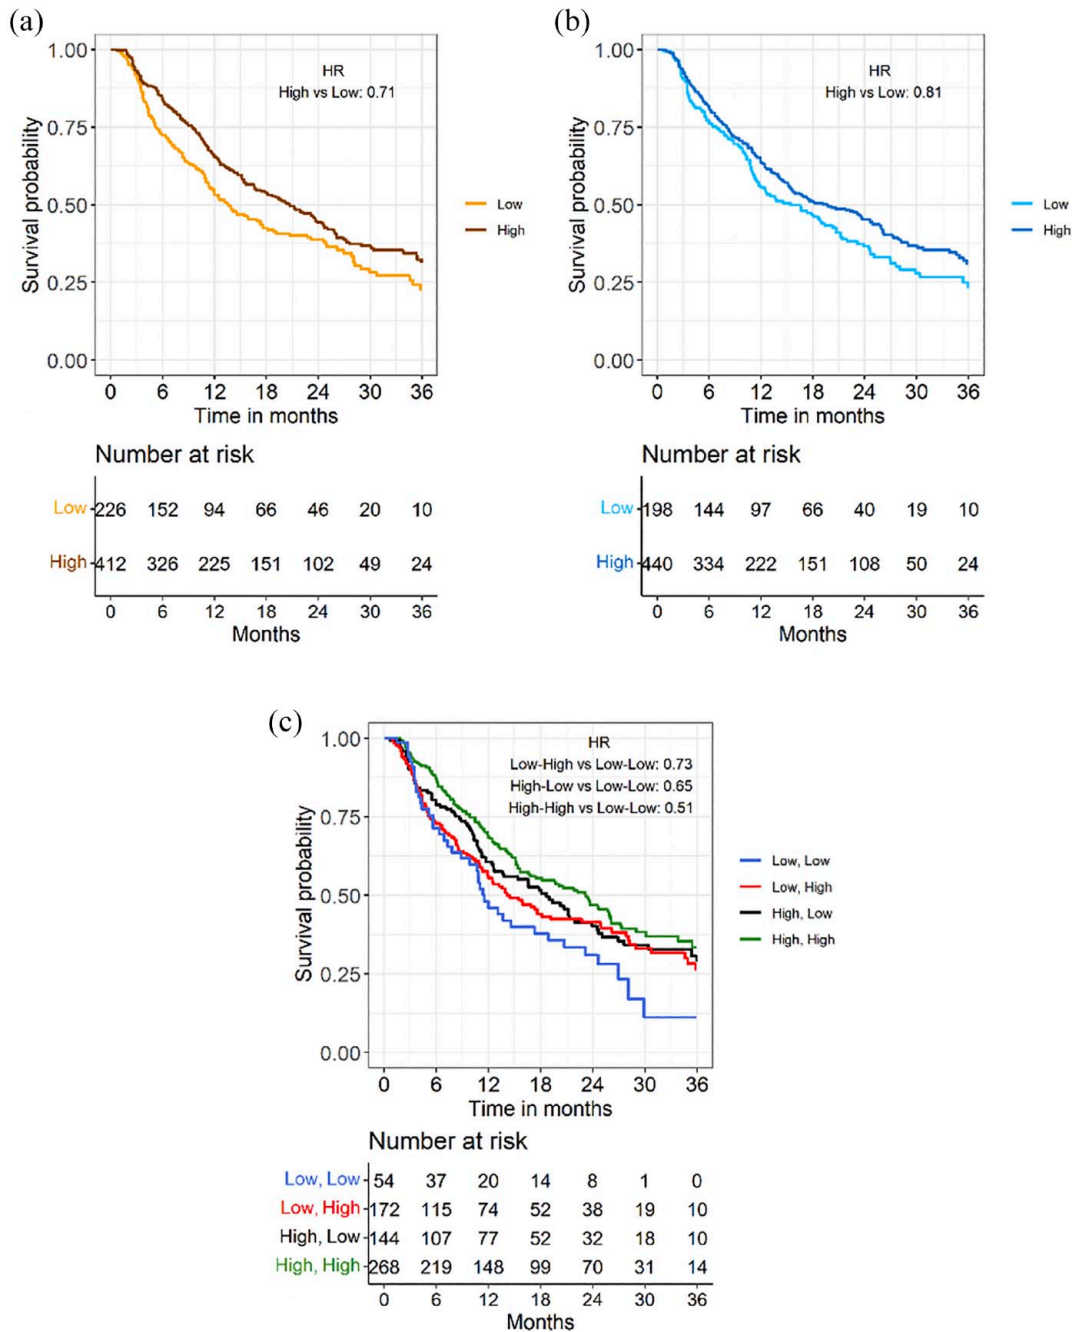 (a)
1.00
0.75
0.50
0.25
0.00
Survival probability
HR
High vs Low: 0.71
Low
High
0 6 12 18 24 30 36
Time in months
Number at risk
Low 226 152 94 66 46 20 10
High 412 326 225 151 102 49 24
0 6 12 18 24 30 36
Months
(b)
1.00
0.75
0.50
0.25
0.00
Survival probability
HR
High vs Low: 0.81
Low
High
0 6 12 18 24 30 36
Time in months
Number at risk
Low 198 144 97 66 40 19 10
High 440 334 222 151 108 50 24
0 6 12 18 24 30 36
Months
(c)
1.00
0.75
0.50
0.25
0.00
Survival probability
HR
Low-High vs Low-Low: 0.73
High-Low vs Low-Low: 0.65
High-High vs Low-Low: 0.51
Low, Low
Low, High
High, Low
High, High
0 6 12 18 24 30 36
Time in months
Number at risk
Low, Low 54 37 20 14 8 1 0
Low, High 172 115 74 52 38 19 10
High, Low 144 107 77 52 32 18 10
High, High 268 219 148 99 70 31 14
0 6 12 18 24 30 36
Months